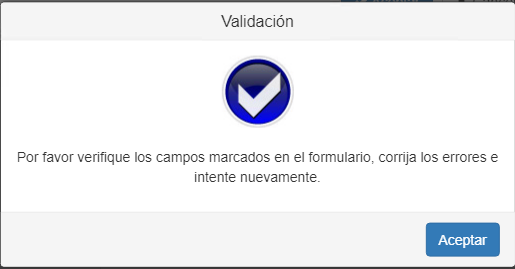 Validación
Por favor verifique los campos marcados en el formulario, corrija los errores e
intente nuevamente.
Aceptar